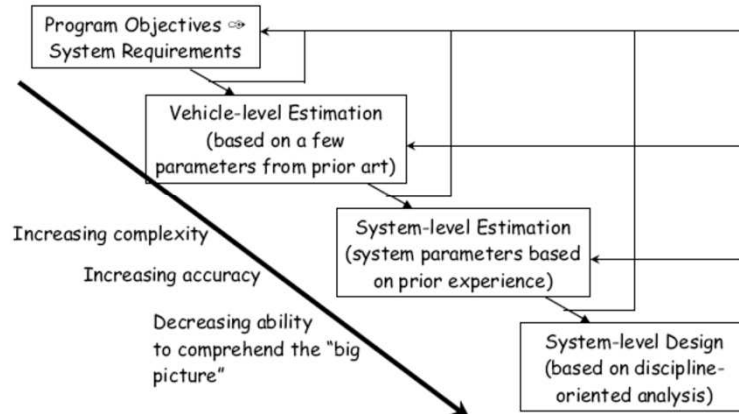 Program Objectives ➪
System Requirements
Vehicle-level Estimation
(based on a few
parameters from prior art)
System-level Estimation
(system parameters based
on prior experience)
System-level Design
(based on discipline-
oriented analysis)
Increasing complexity
Increasing accuracy
Decreasing ability
to comprehend the “big
picture”